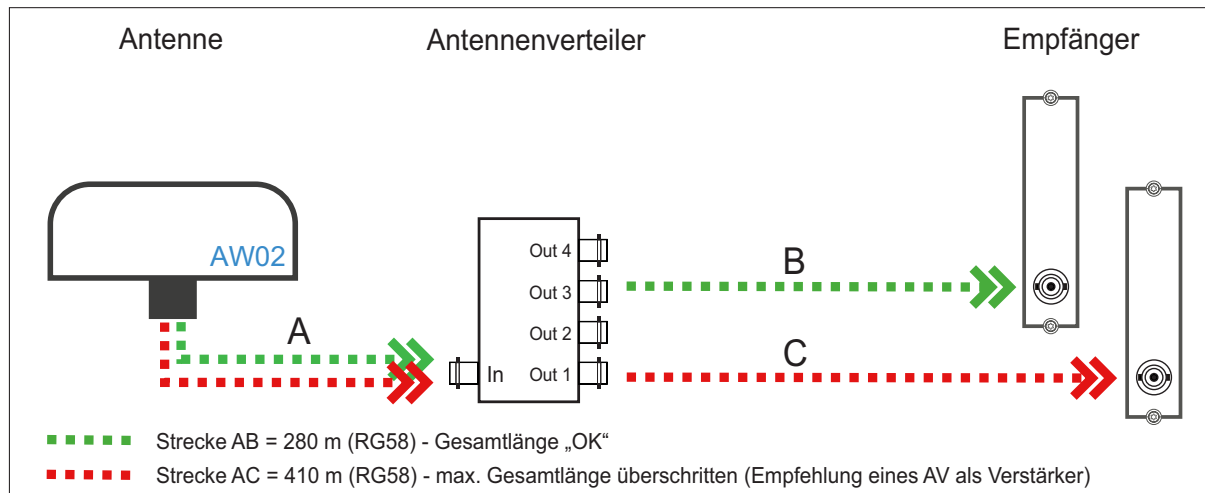 Antenne
Antennenverteiler
Empfänger
AW02
Out 4
Out 3
Out 2
In
Out 1
A
B
C
Strecke AB = 280 m (RG58) - Gesamtlänge „OK“
Strecke AC = 410 m (RG58) - max. Gesamtlänge überschritten (Empfehlung eines AV als Verstärker)